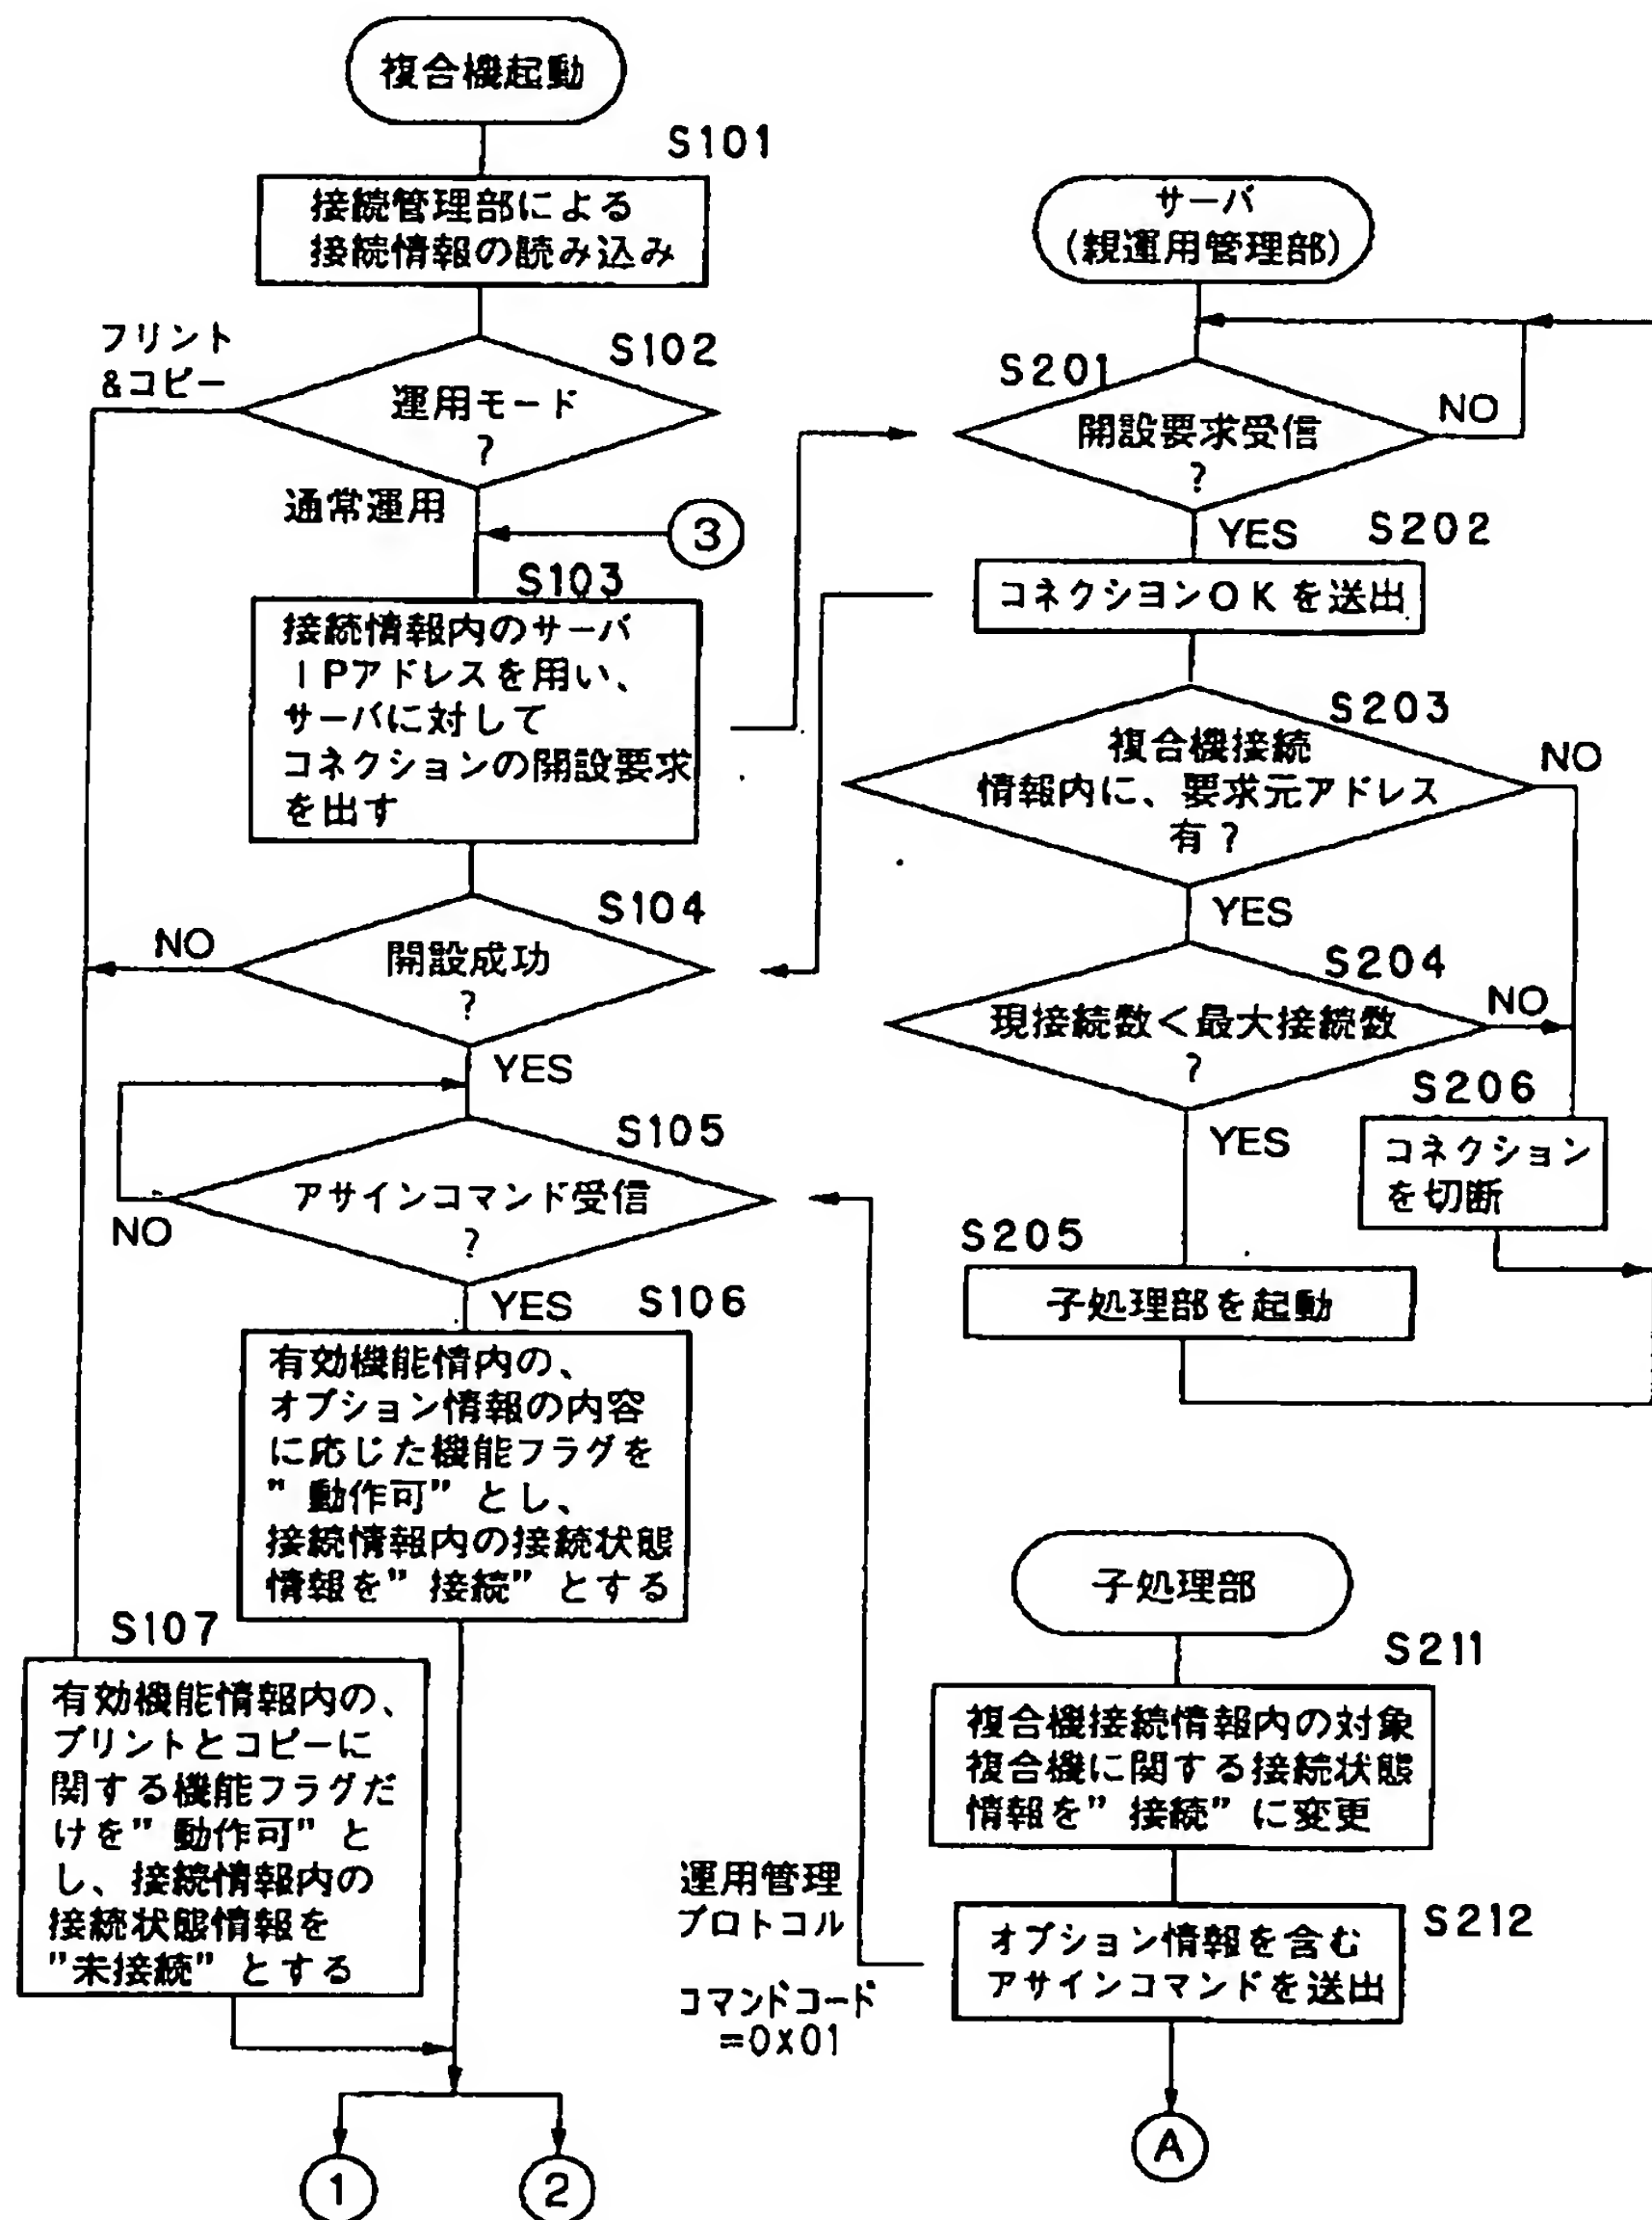 複合機起動
S101
接続管理部による
接続情報の読み込み
フリント
&コピー
S102
運用モード
?
通常運用
3
S103
接続情報内のサーバ
IPアドレスを用い、
サーバに対して
コネクションの開設要求
を出す
S104
NO
開設成功
?
YES
S105
アサインコマンド受信
?
NO
YES
S106
有効機能情内の、
オプション情報の内容
に応じた機能フラグを
"動作可"とし、
接続情報内の接続状態
情報を"接続"とする
S107
有効機能情報内の、
プリントとコピーに
関する機能フラグだ
けを"動作可"と
し、接続情報内の
接続状態情報を
"未接続"とする
1
2
サーバ
(親運用管理部)
S201
開設要求受信
?
NO
YES
S202
コネクションOKを送出
S203
複合機接続
情報内に、要求元アドレス
有?
NO
YES
S204
現接続数<最大接続数
?
NO
YES
S206
コネクション
を切断
S205
子処理部を起動
子処理部
S211
複合機接続情報内の対象
複合機に関する接続状態
情報を"接続"に変更
運用管理
プロトコル
コマンドコード
=0x01
S212
オプション情報を含む
アサインコマンドを送出
A